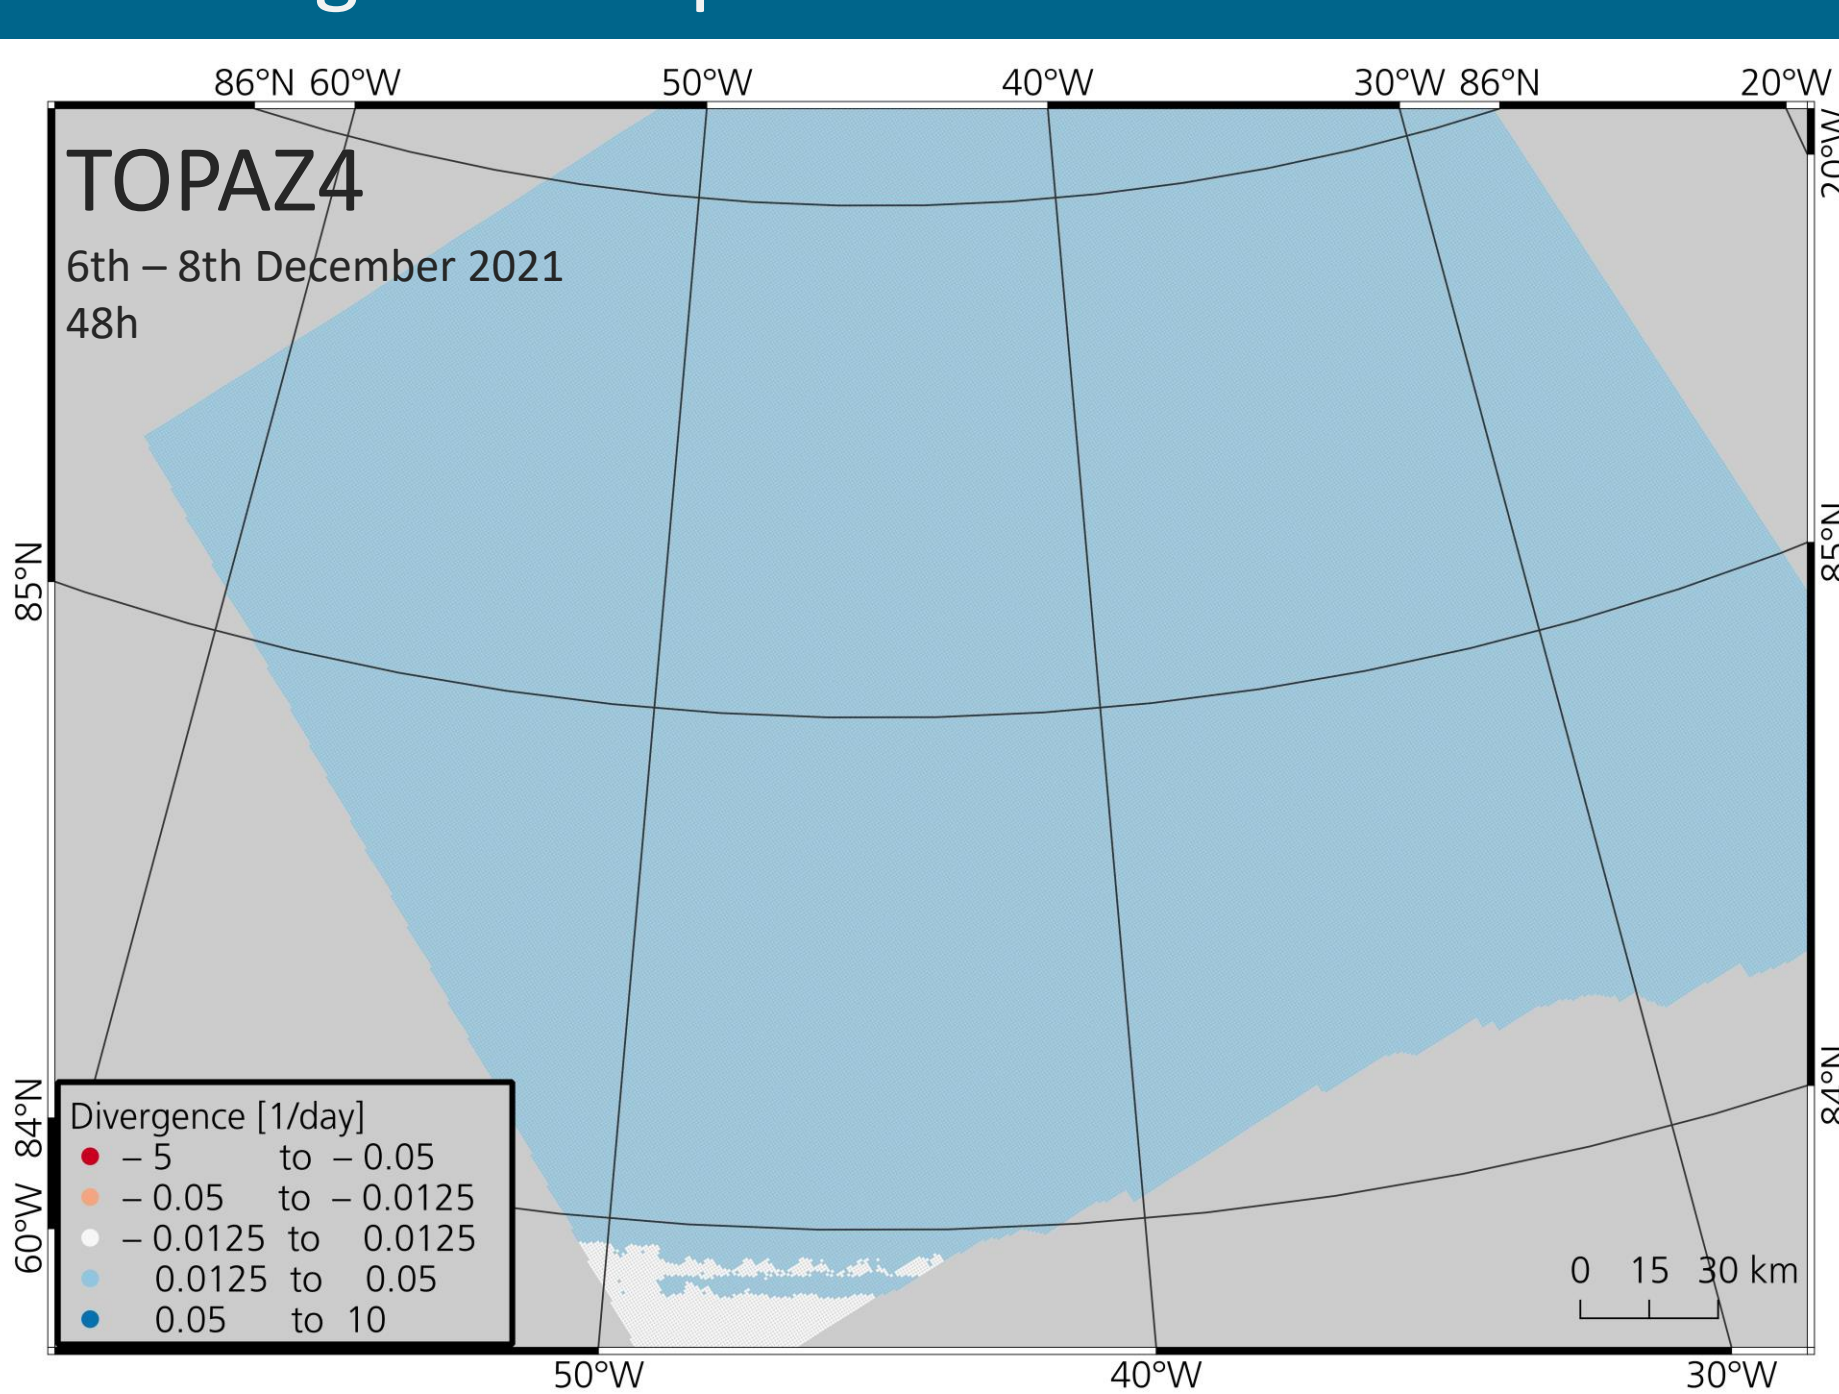 86°N 60°W 50°W 40°W 30°W 86°N 20°W
20°W
TOPAZ4
6th – 8th December 2021
48h
85°N
85°N
84°N
84°N
60°W
Divergence [1/day]
– 5 to – 0.05
– 0.05 to – 0.0125
– 0.0125 to 0.0125
0.0125 to 0.05
0.05 to 10
0 15 30 km
50°W 40°W 30°W